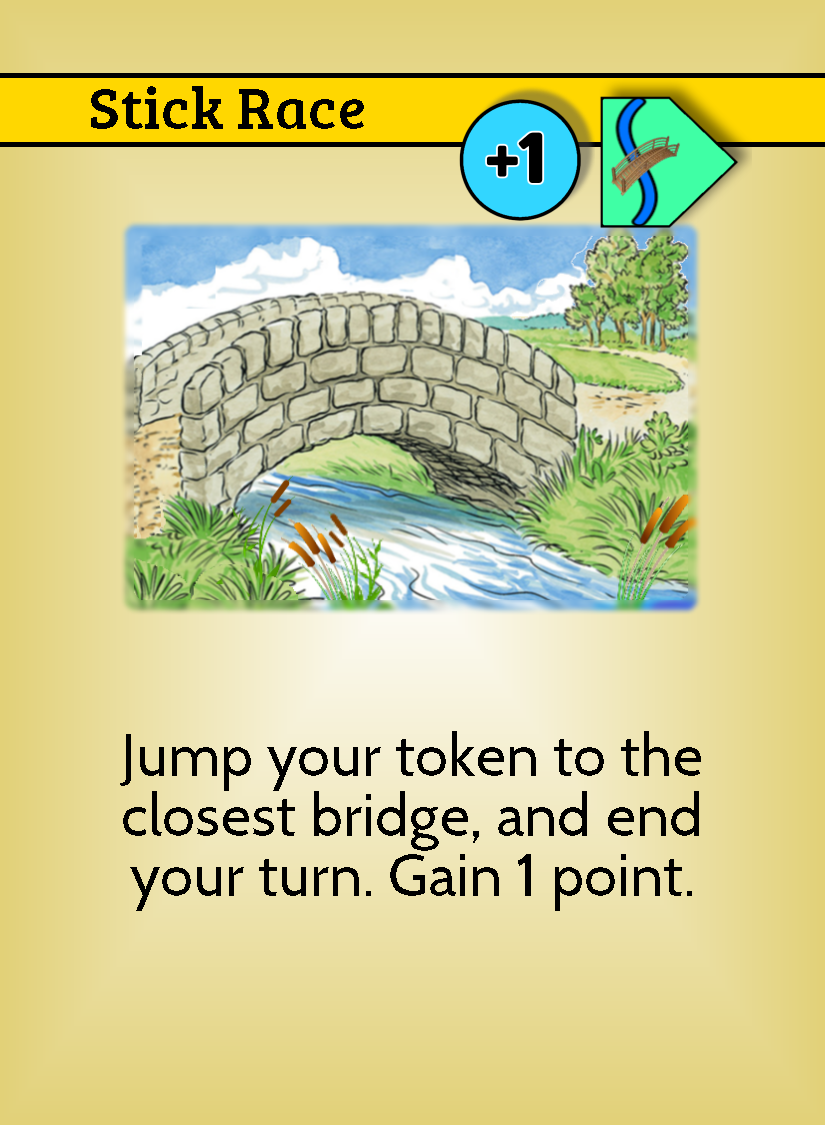 Stick Race
+1
Jump your token to the
closest bridge, and end
your turn. Gain 1 point.